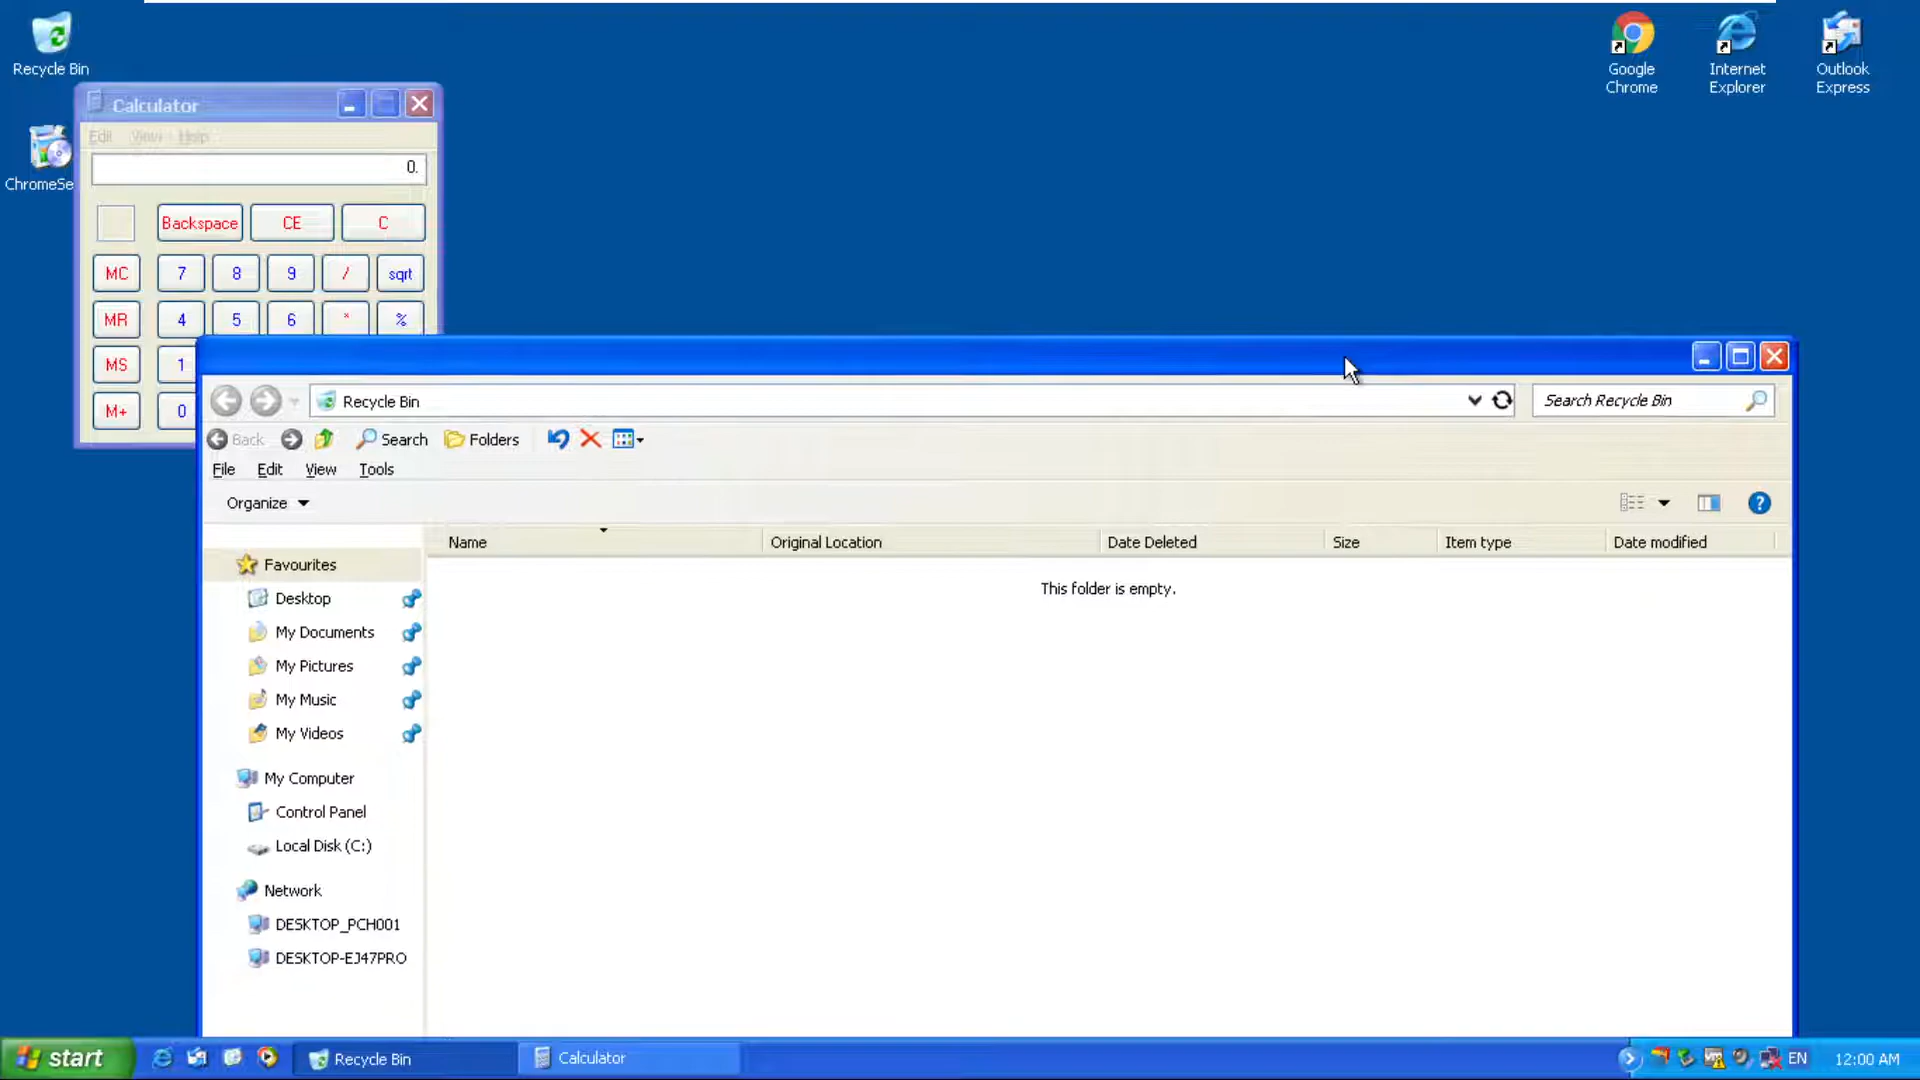 Recycle Bin
ChromeSe
Google
Chrome
Internet
Explorer
Outlook
Express
Calculator
Edit View Help
0.
Backspace CE C
MC 7 8 9 / sqrt
MR 4 5 6 * %
MS 1
M+ 0
Recycle Bin
Search Recycle Bin
Back Search Folders
File Edit View Tools
Organize
Name Original Location Date Deleted Size Item type Date modified
This folder is empty.
Favourites
Desktop
My Documents
My Pictures
My Music
My Videos
My Computer
Control Panel
Local Disk (C:)
Network
DESKTOP_PCH001
DESKTOP-EJ47PRO
start Recycle Bin Calculator EN 12:00 AM